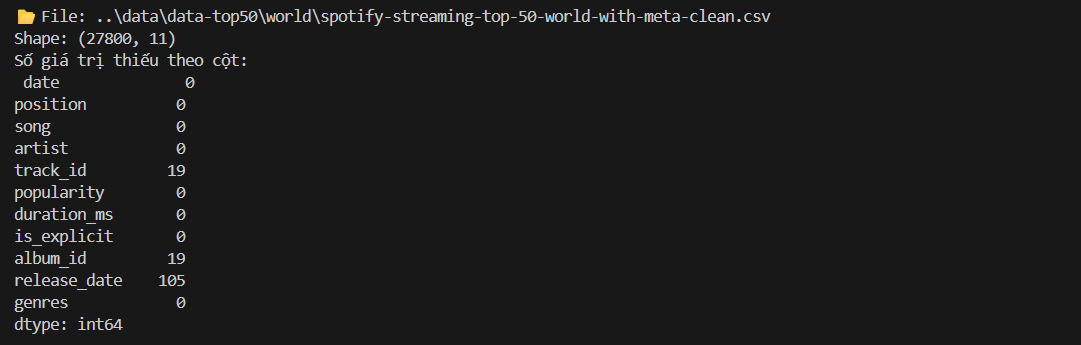 📂 File: ..\data\data-top50\world\spotify-streaming-top-50-world-with-meta-clean.csv
Shape: (27800, 11)
Số giá trị thiếu theo cột:
 date              0
position          0
song              0
artist            0
track_id         19
popularity        0
duration_ms       0
is_explicit       0
album_id         19
release_date    105
genres            0
dtype: int64